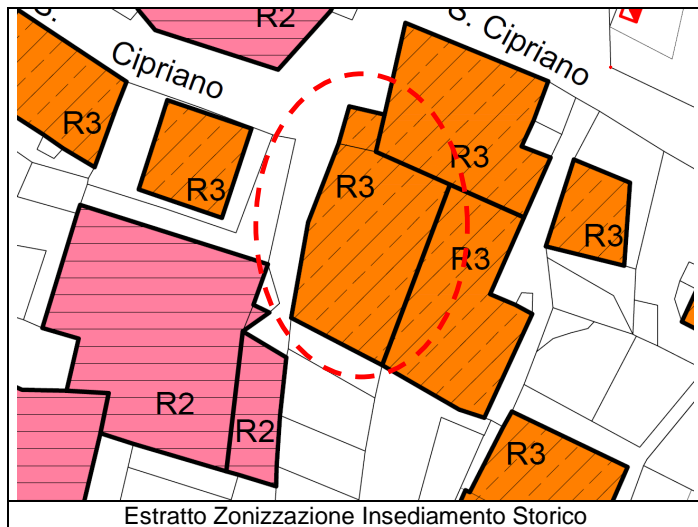 S.
R2
S. Cipriano
Cipriano
R3
R3
R3
R3
R3
R3
R2
R2
R3
Estratto Zonizzazione Insediamento Storico